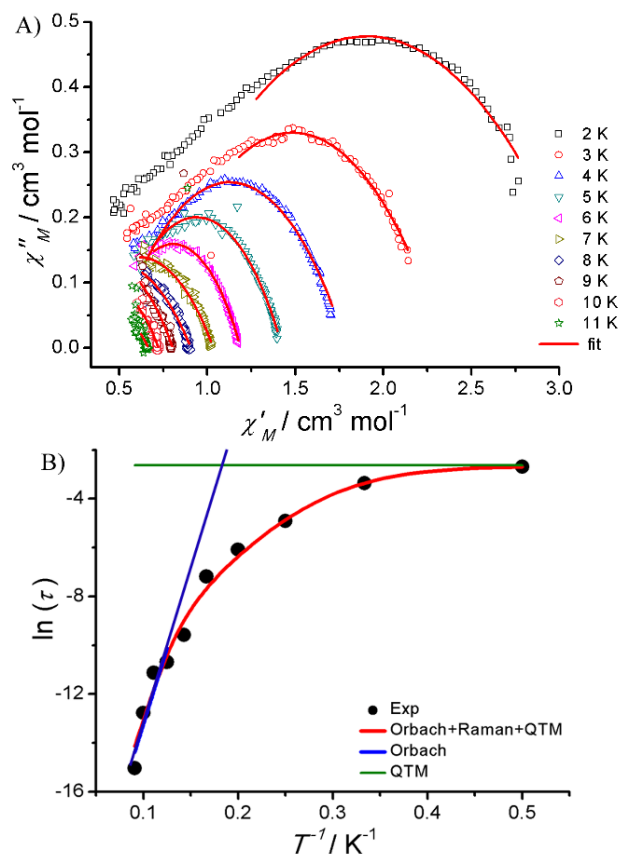 A)
χ″M / cm³ mol⁻¹
0.5
0.4
0.3
0.2
0.1
0.0
0.5 1.0 1.5 2.0 2.5 3.0
χ′M / cm³ mol⁻¹
2 K
3 K
4 K
5 K
6 K
7 K
8 K
9 K
10 K
11 K
fit
B)
ln (τ)
-4
-8
-12
-16
0.1 0.2 0.3 0.4 0.5
T⁻¹ / K⁻¹
Exp
Orbach+Raman+QTM
Orbach
QTM